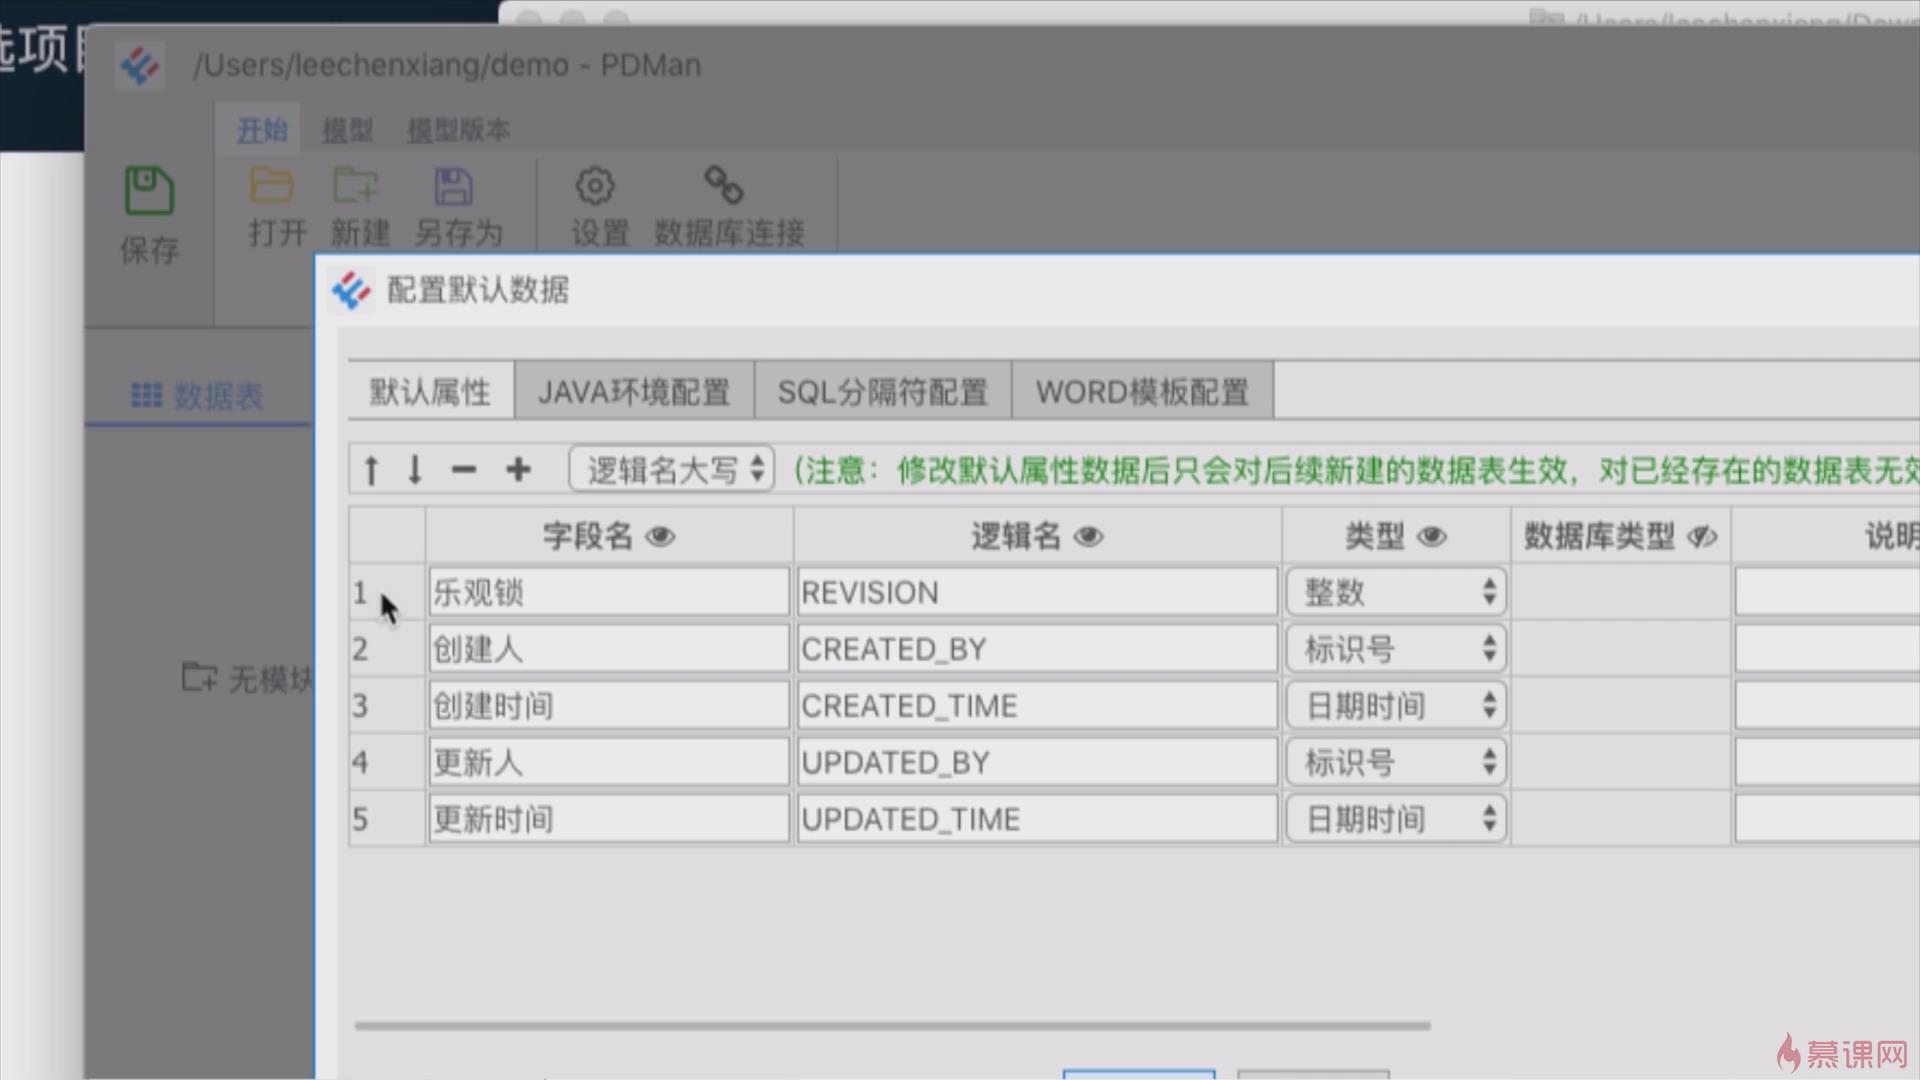 /Users/leechenxiang/demo - PDMan
开始 模型 模型版本
保存 打开 新建 另存为 设置 数据库连接
配置默认数据
默认属性 JAVA环境配置 SQL分隔符配置 WORD模板配置
数据表
逻辑名大写 (注意：修改默认属性数据后只会对后续新建的数据表生效，对已经存在的数据表无效
字段名 逻辑名 类型 数据库类型 说明
1 乐观锁 REVISION 整数
2 创建人 CREATED_BY 标识号
无模块
3 创建时间 CREATED_TIME 日期时间
4 更新人 UPDATED_BY 标识号
5 更新时间 UPDATED_TIME 日期时间
慕课网